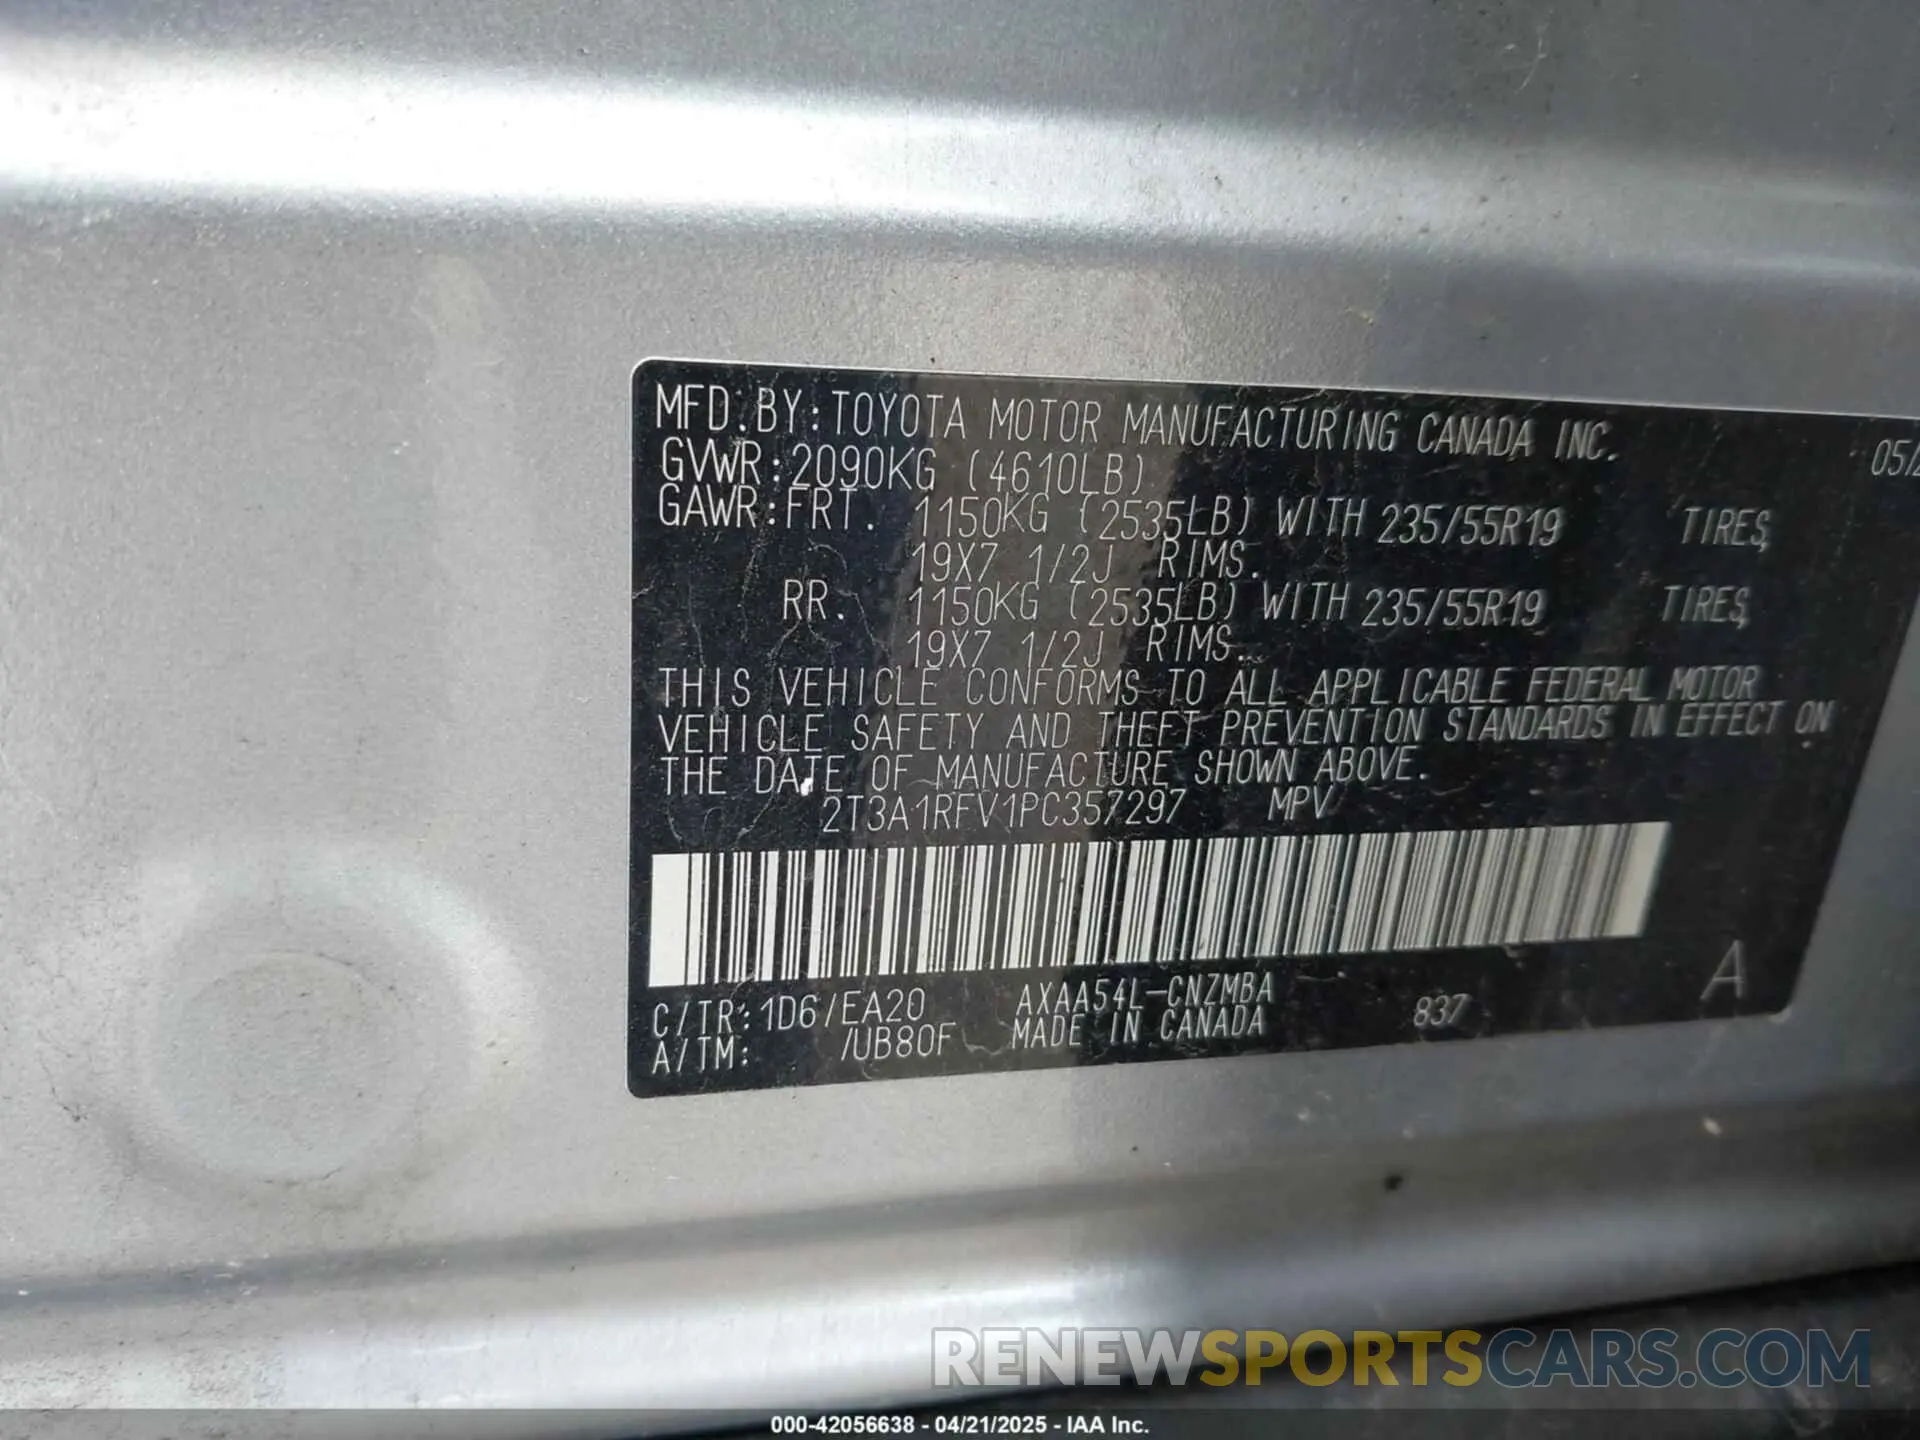 MFD.BY:TOYOTA MOTOR MANUFACTURING CANADA INC. 05/2
GVWR:2090KG (4610LB)
GAWR:FRT. 1150KG (2535LB) WITH 235/55R19 TIRES,
19X7 1/2J RIMS.
RR. 1150KG (2535LB) WITH 235/55R19 TIRES,
19X7 1/2J RIMS.
THIS VEHICLE CONFORMS TO ALL APPLICABLE FEDERAL MOTOR
VEHICLE SAFETY AND THEFT PREVENTION STANDARDS IN EFFECT ON
THE DATE OF MANUFACTURE SHOWN ABOVE.
2T3A1RFV1PC357297 MPV
C/TR:1D6/EA20 AXAA54L-CNZMBA 837 A
A/TM: /UB80F MADE IN CANADA
RENEWSPORTSCARS.COM
000-42056638 - 04/21/2025 - IAA Inc.